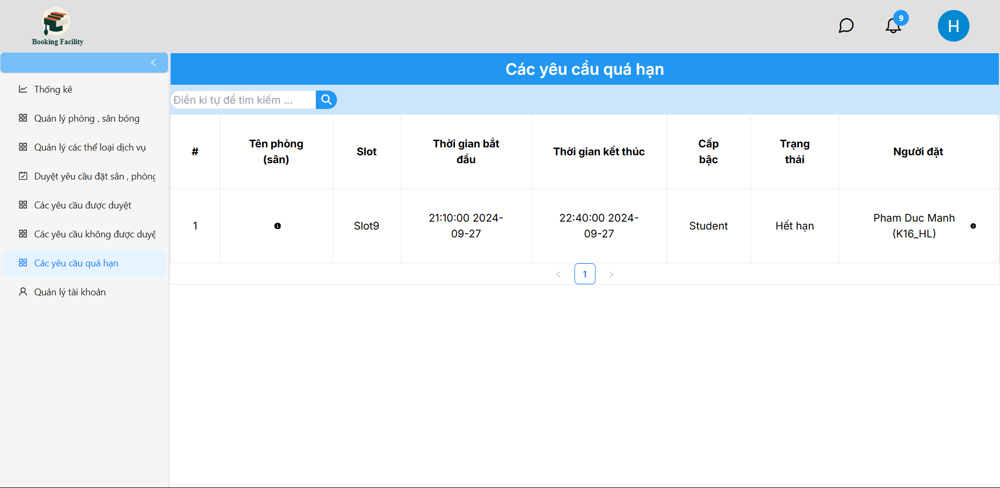 Booking Facility
9
H
Thống kê
Quản lý phòng , sân bóng
Quản lý các thể loại dịch vụ
Duyệt yêu cầu đặt sân , phòng
Các yêu cầu được duyệt
Các yêu cầu không được duyệ
Các yêu cầu quá hạn
Quản lý tài khoản
Các yêu cầu quá hạn
Điền kí tự để tìm kiếm ...
#
Tên phòng
(sân)
Slot
Thời gian bắt
đầu
Thời gian kết thúc
Cấp
bậc
Trạng
thái
Người đặt
1
Slot9
21:10:00 2024-
09-27
22:40:00 2024-
09-27
Student
Hết hạn
Pham Duc Manh
(K16_HL)
1